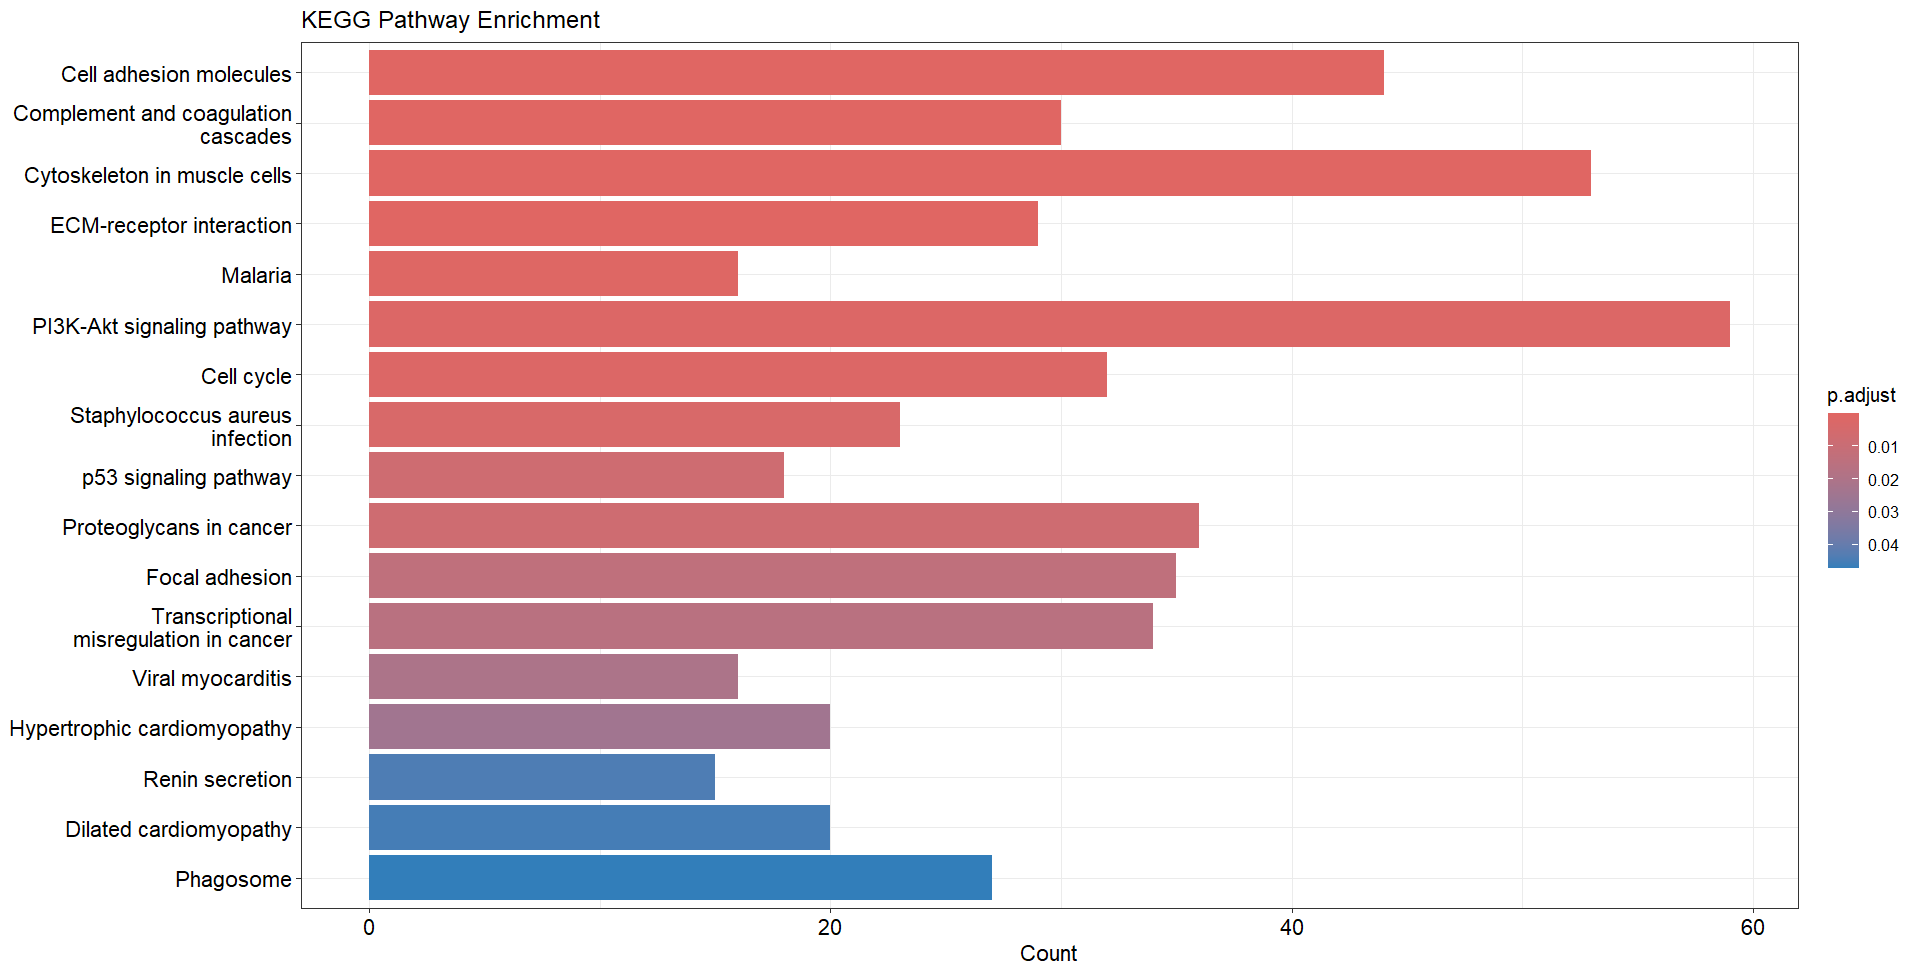 KEGG Pathway Enrichment
Cell adhesion molecules
Complement and coagulation
cascades
Cytoskeleton in muscle cells
ECM-receptor interaction
Malaria
PI3K-Akt signaling pathway
Cell cycle
Staphylococcus aureus
infection
p53 signaling pathway
Proteoglycans in cancer
Focal adhesion
Transcriptional
misregulation in cancer
Viral myocarditis
Hypertrophic cardiomyopathy
Renin secretion
Dilated cardiomyopathy
Phagosome
0 20 40 60
Count
p.adjust
0.01
0.02
0.03
0.04